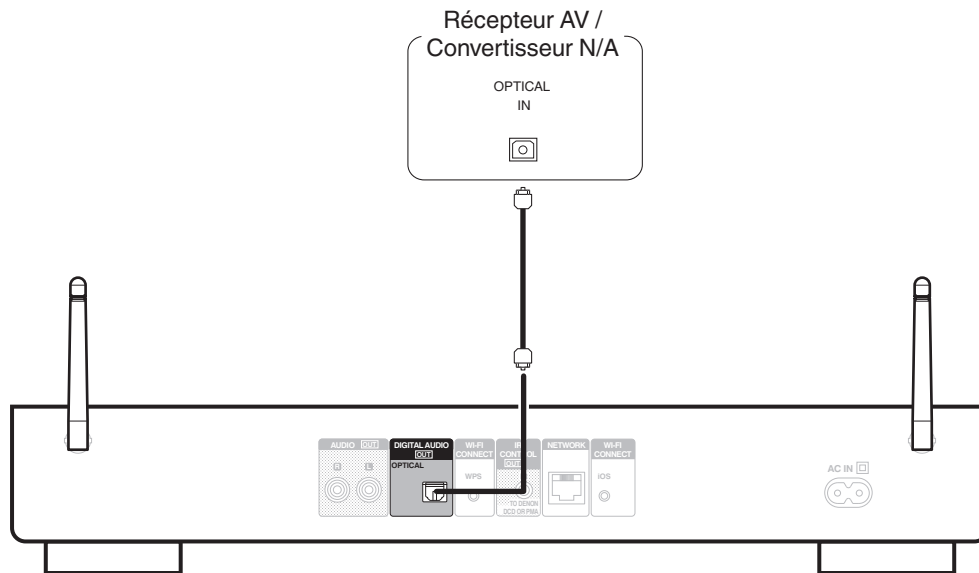 Récepteur AV /
Convertisseur N/A
OPTICAL
IN
AUDIO OUT
R L
DIGITAL AUDIO
OUT
OPTICAL
WI-FI
CONNECT
WPS
IR
CONTROL
OUT
TO DENON
DCD OR PMA
NETWORK
WI-FI
CONNECT
iOS
AC IN